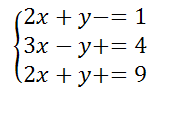 2x + y−= 1
3x − y+= 4
2x + y+= 9